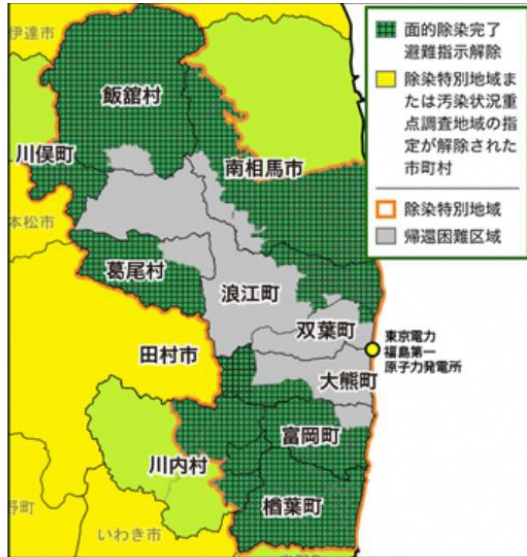 伊達市
面的除染完了
避難指示解除
除染特別地域ま
たは汚染状況重
点調査地域の指
定が解除された
市町村
除染特別地域
帰還困難区域
飯舘村
川俣町
南相馬市
本松市
葛尾村
浪江町
双葉町
東京電力
福島第一
原子力発電所
田村市
大熊町
富岡町
川内村
楢葉町
野町
いわき市